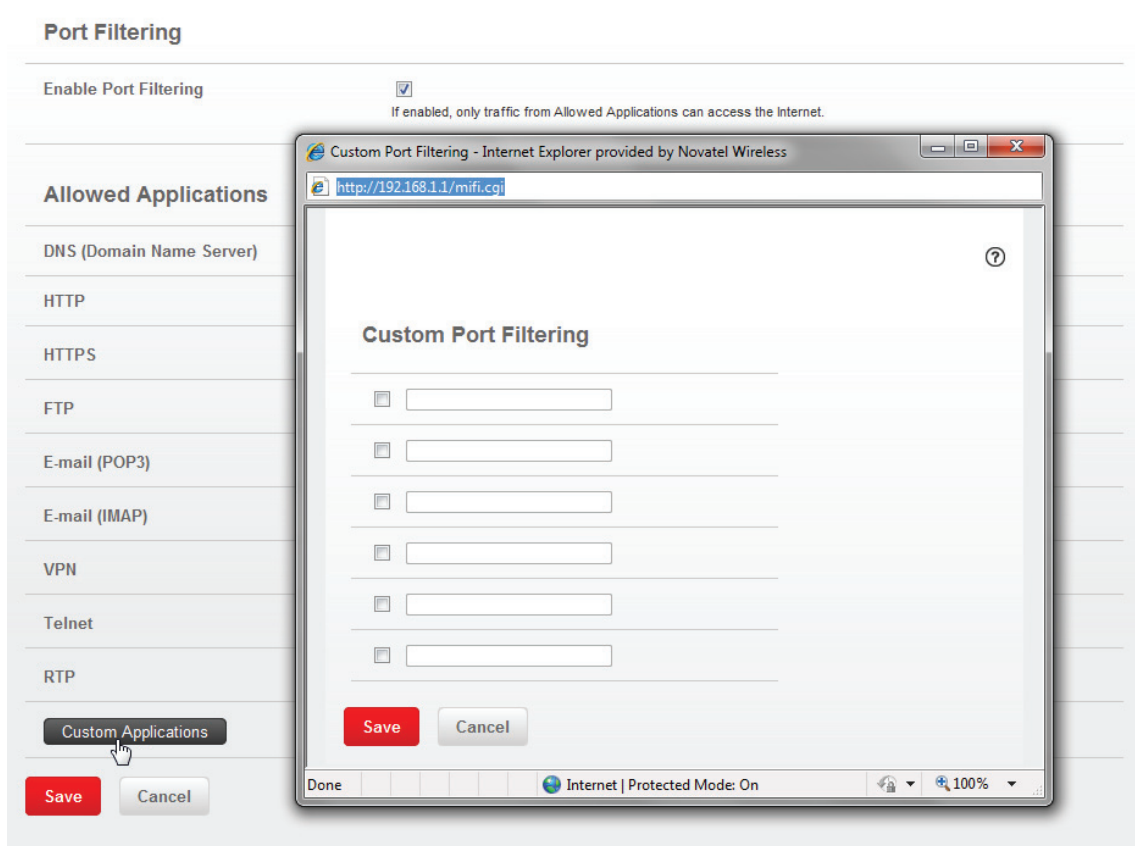 Port Filtering
Enable Port Filtering
If enabled, only traffic from Allowed Applications can access the Internet.
Allowed Applications
DNS (Domain Name Server)
HTTP
HTTPS
FTP
E-mail (POP3)
E-mail (IMAP)
VPN
Telnet
RTP
Custom Applications
Save Cancel
Custom Port Filtering - Internet Explorer provided by Novatel Wireless
http://192.168.1.1/mifi.cgi
?
Custom Port Filtering
Save Cancel
Done Internet | Protected Mode: On 100%